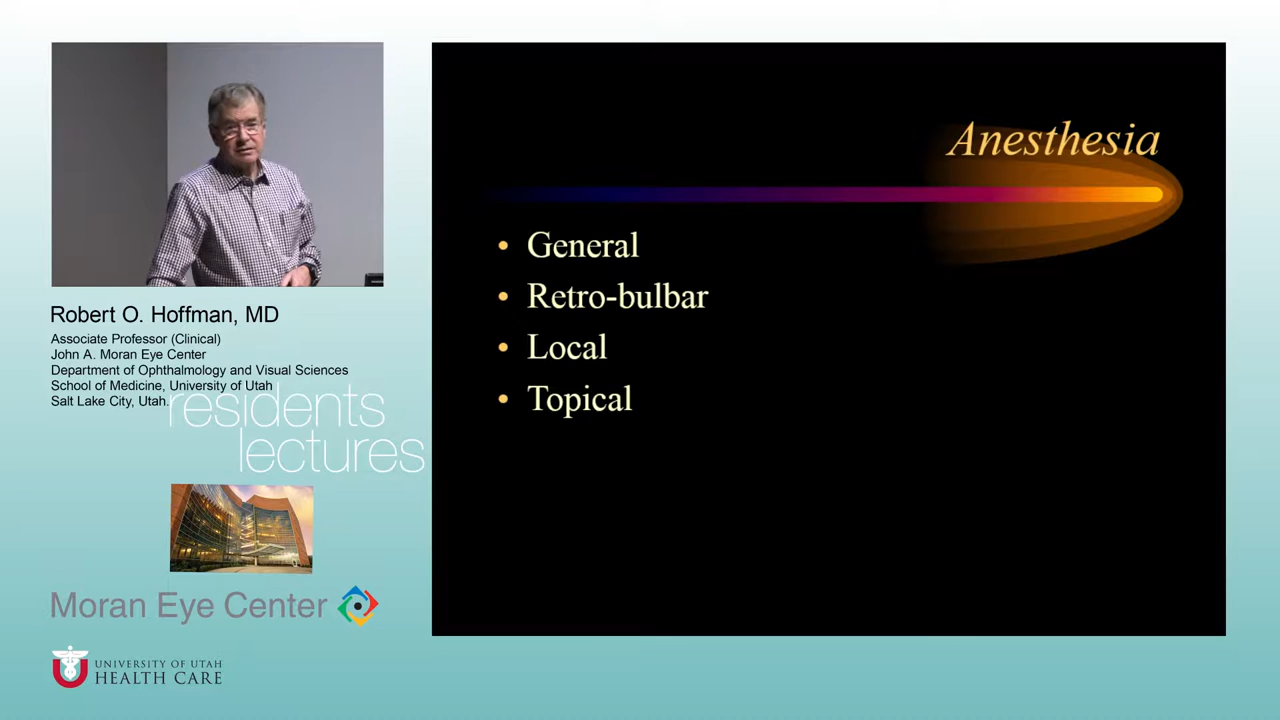 Robert O. Hoffman, MD
Associate Professor (Clinical)
John A. Moran Eye Center
Department of Ophthalmology and Visual Sciences
School of Medicine, University of Utah
Salt Lake City, Utah.
residents
lectures
Moran Eye Center
UNIVERSITY OF UTAH
HEALTH CARE
Anesthesia
• General
• Retro-bulbar
• Local
• Topical